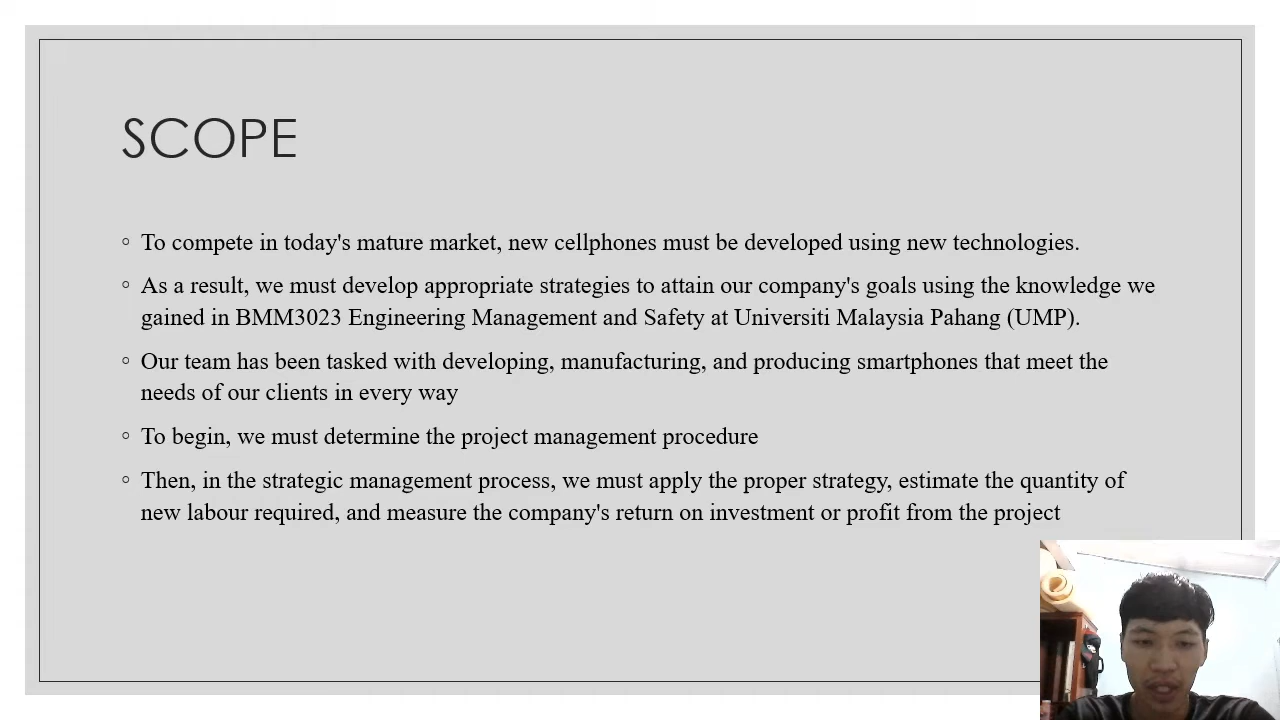 SCOPE
To compete in today's mature market, new cellphones must be developed using new technologies.
As a result, we must develop appropriate strategies to attain our company's goals using the knowledge we
gained in BMM3023 Engineering Management and Safety at Universiti Malaysia Pahang (UMP).
Our team has been tasked with developing, manufacturing, and producing smartphones that meet the
needs of our clients in every way
To begin, we must determine the project management procedure
Then, in the strategic management process, we must apply the proper strategy, estimate the quantity of
new labour required, and measure the company's return on investment or profit from the project